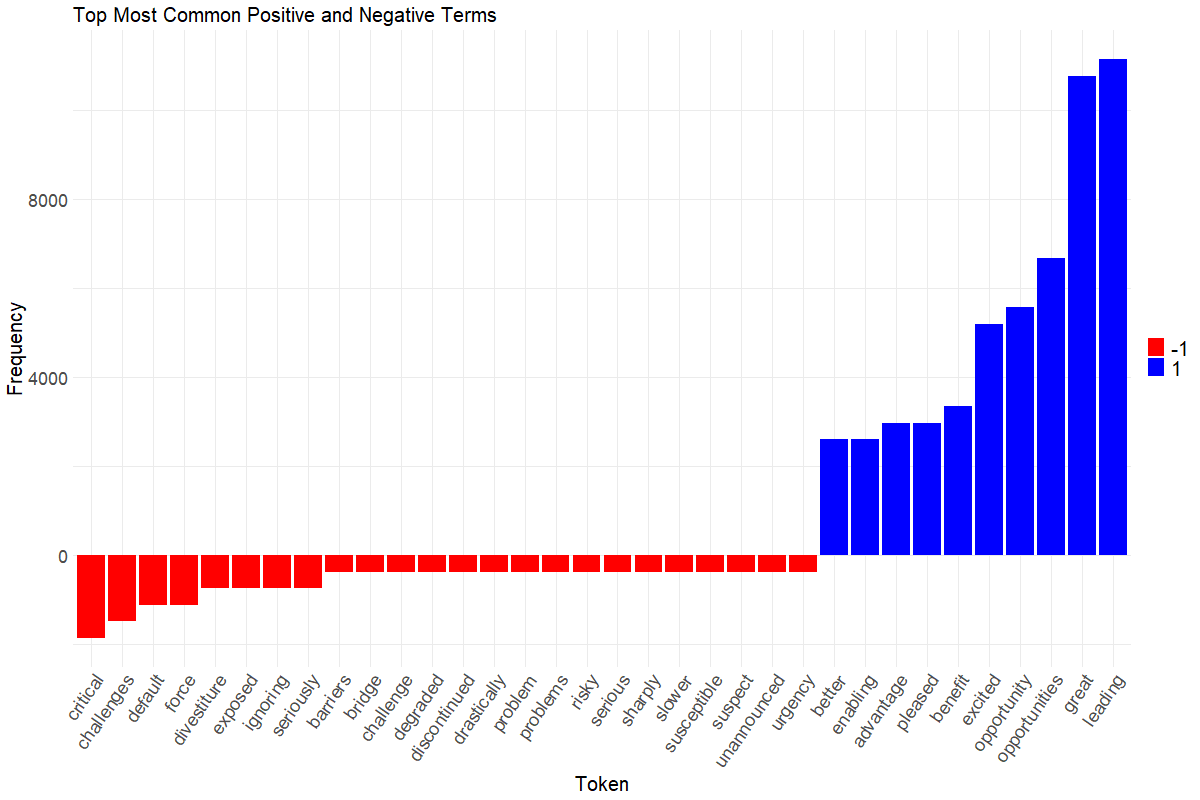 Top Most Common Positive and Negative Terms
Frequency
8000
4000
0
-1
1
critical
challenges
default
force
divestiture
exposed
ignoring
seriously
barriers
bridge
challenge
degraded
discontinued
drastically
problem
problems
risky
serious
sharply
slower
susceptible
suspect
unannounced
urgency
better
enabling
advantage
pleased
benefit
excited
opportunity
opportunities
great
leading
Token